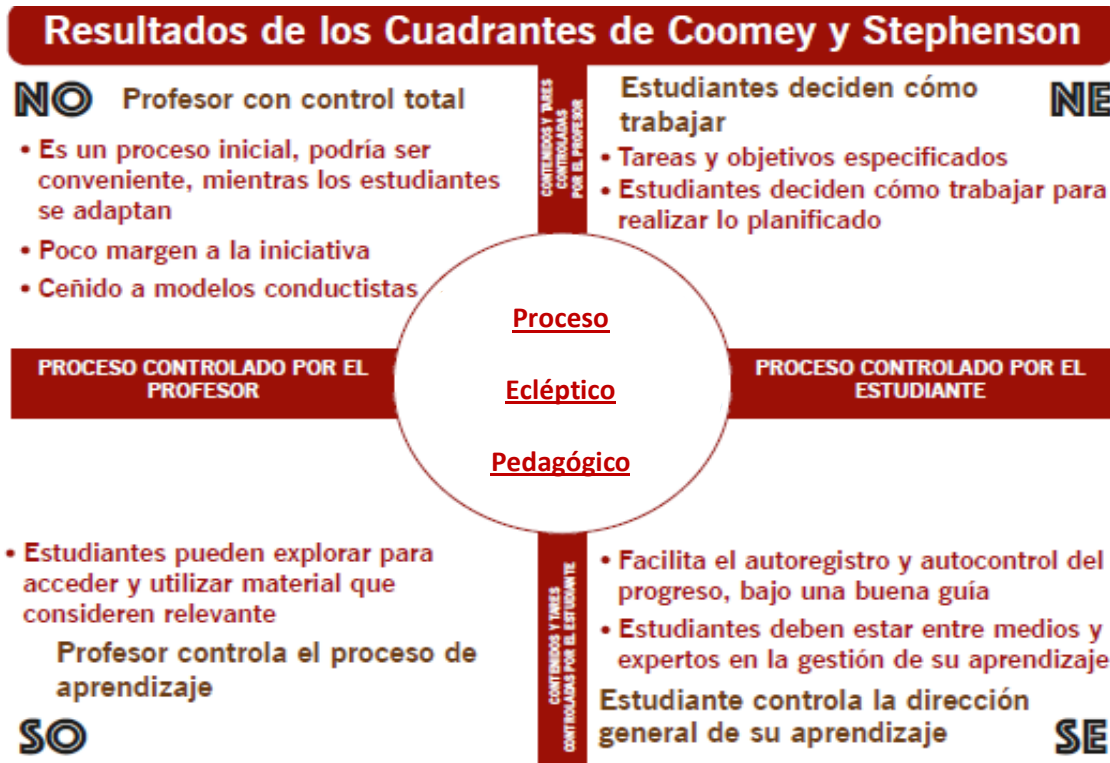 Resultados de los Cuadrantes de Coomey y Stephenson
NO
Profesor con control total
• Es un proceso inicial, podría ser
conveniente, mientras los estudiantes
se adaptan
• Poco margen a la iniciativa
• Ceñido a modelos conductistas
CONTENIDOS Y TARES
CONTROLADAS
POR EL PROFESOR
Estudiantes deciden cómo
trabajar
NE
• Tareas y objetivos especificados
• Estudiantes deciden cómo trabajar para
realizar lo planificado
PROCESO CONTROLADO POR EL
PROFESOR
Proceso
Ecléptico
Pedagógico
PROCESO CONTROLADO POR EL
ESTUDIANTE
• Estudiantes pueden explorar para
acceder y utilizar material que
consideren relevante
Profesor controla el proceso de
aprendizaje
SO
CONTENIDOS Y TARES
CONTROLADAS POR EL ESTUDIANTE
• Facilita el autoregistro y autocontrol del
progreso, bajo una buena guía
• Estudiantes deben estar entre medios y
expertos en la gestión de su aprendizaje
Estudiante controla la dirección
general de su aprendizaje
SE